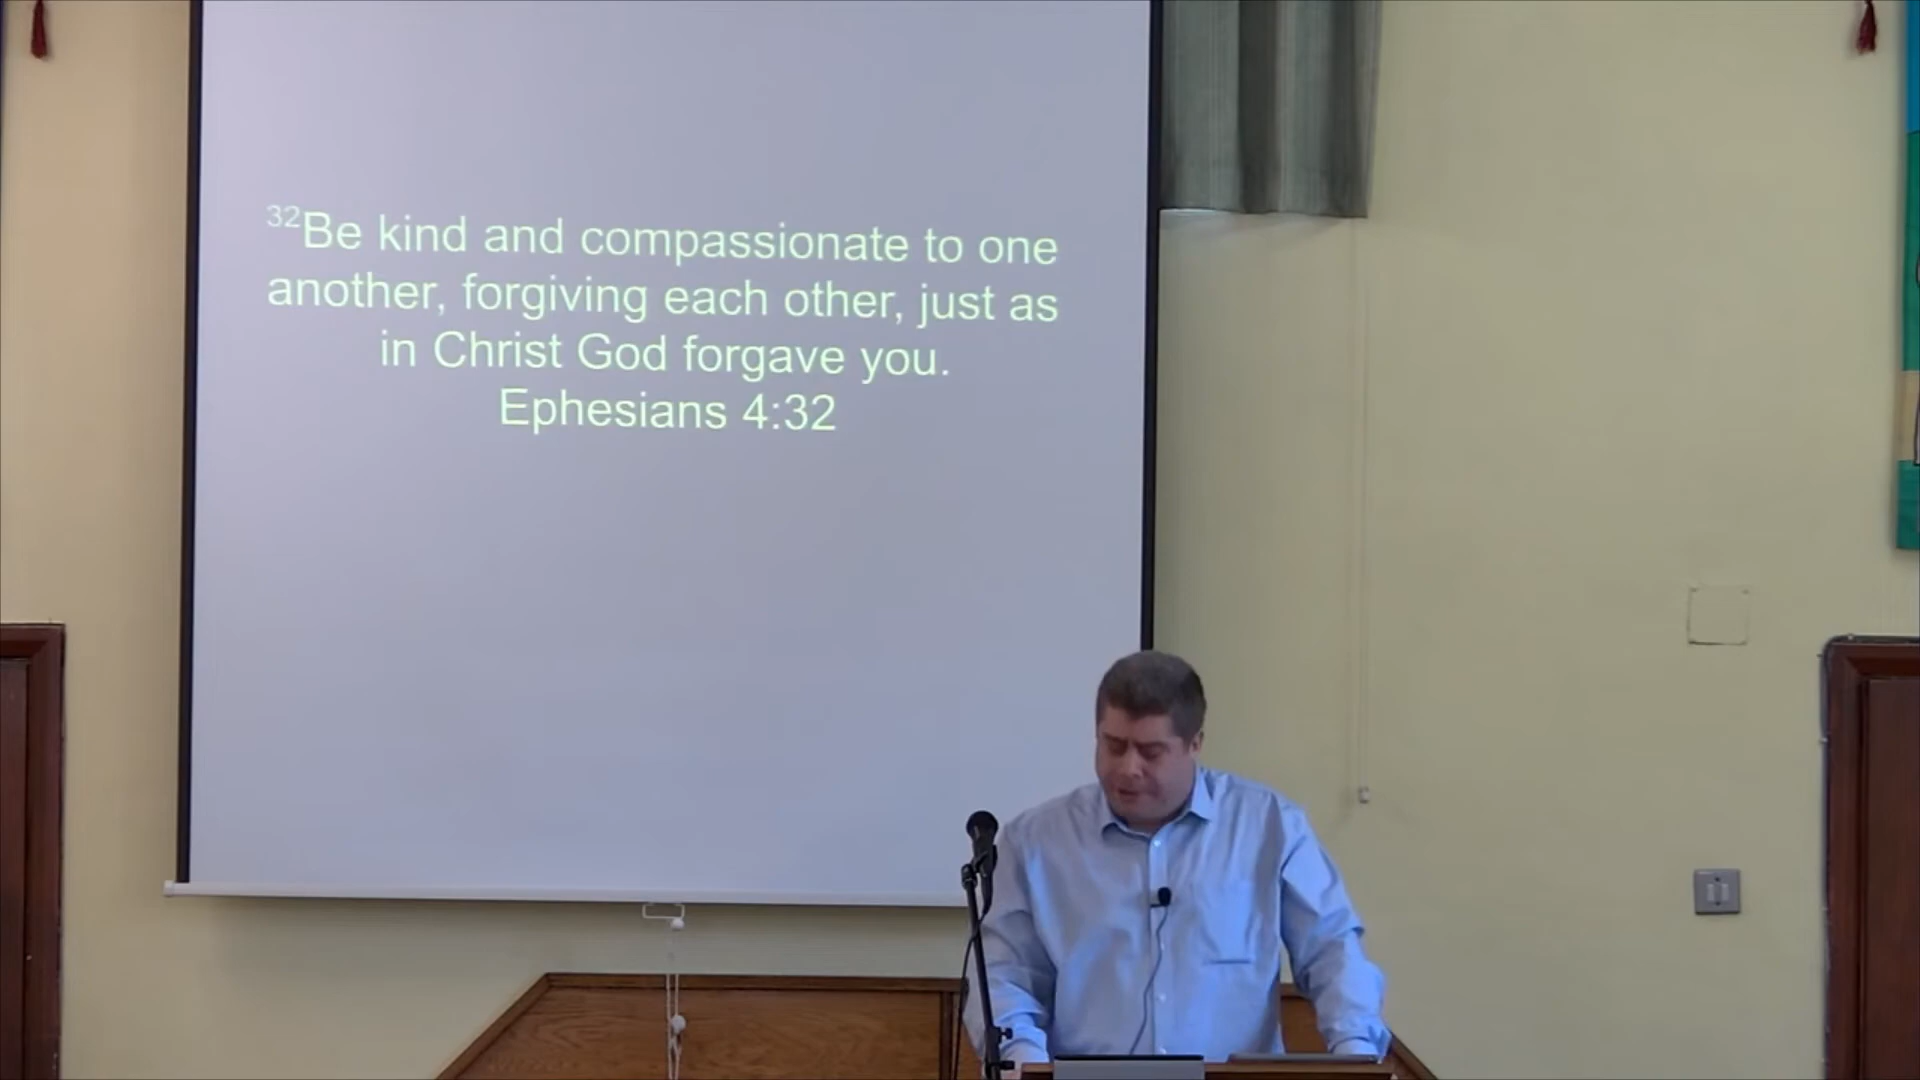 32Be kind and compassionate to one
another, forgiving each other, just as
in Christ God forgave you.
Ephesians 4:32